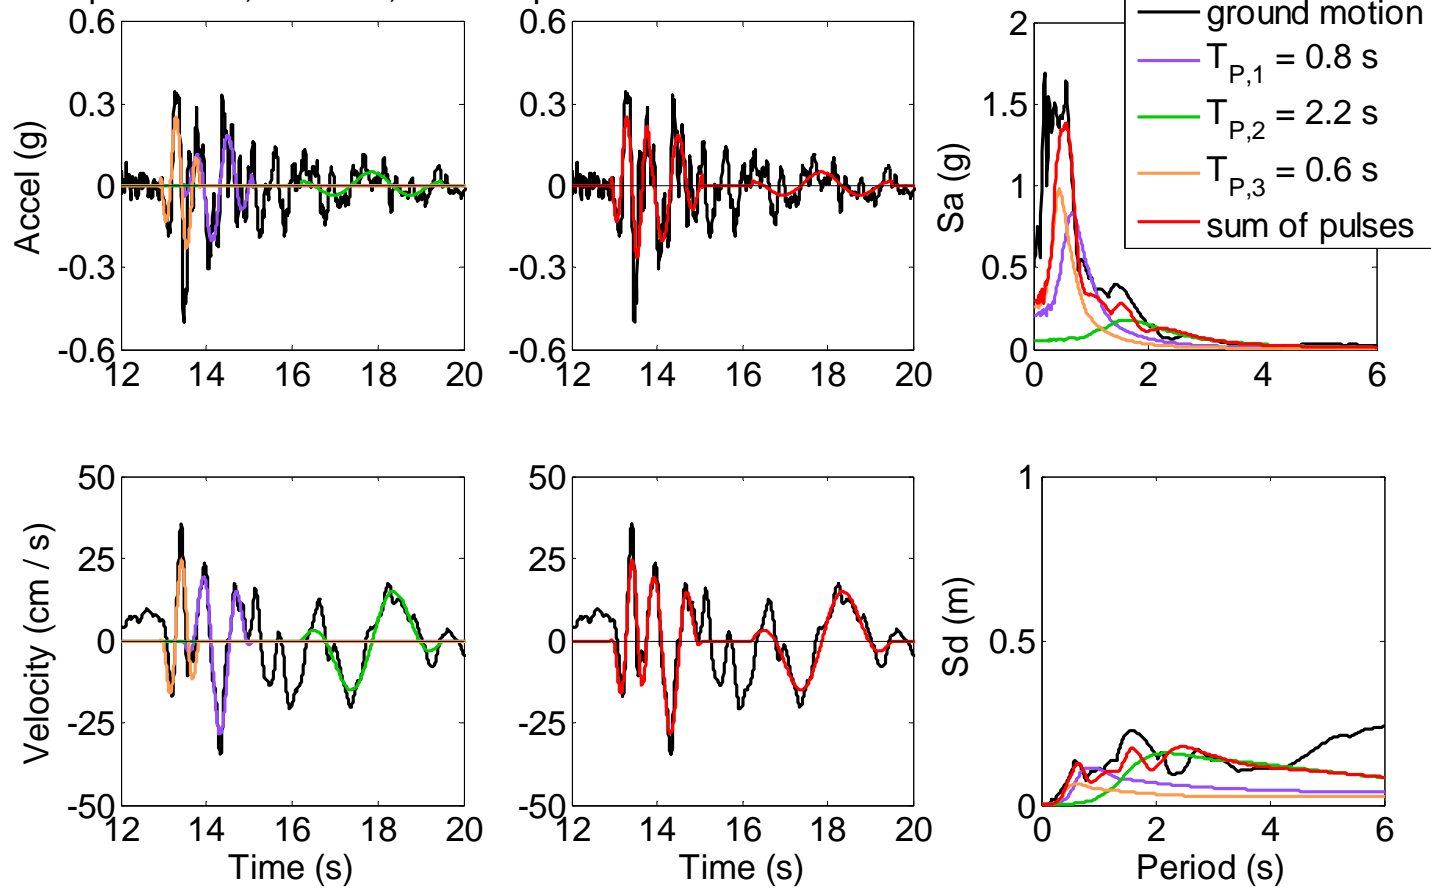 ground motion
T_P,1 = 0.8 s
T_P,2 = 2.2 s
T_P,3 = 0.6 s
sum of pulses
Accel (g)
0.6
0.3
0
-0.3
-0.6
12 14 16 18 20
0.6
0.3
0
-0.3
-0.6
12 14 16 18 20
Sa (g)
2
1.5
1
0.5
0
0 2 4 6
Velocity (cm / s)
50
25
0
-25
-50
12 14 16 18 20
Time (s)
50
25
0
-25
-50
12 14 16 18 20
Time (s)
Sd (m)
1
0.5
0
0 2 4 6
Period (s)